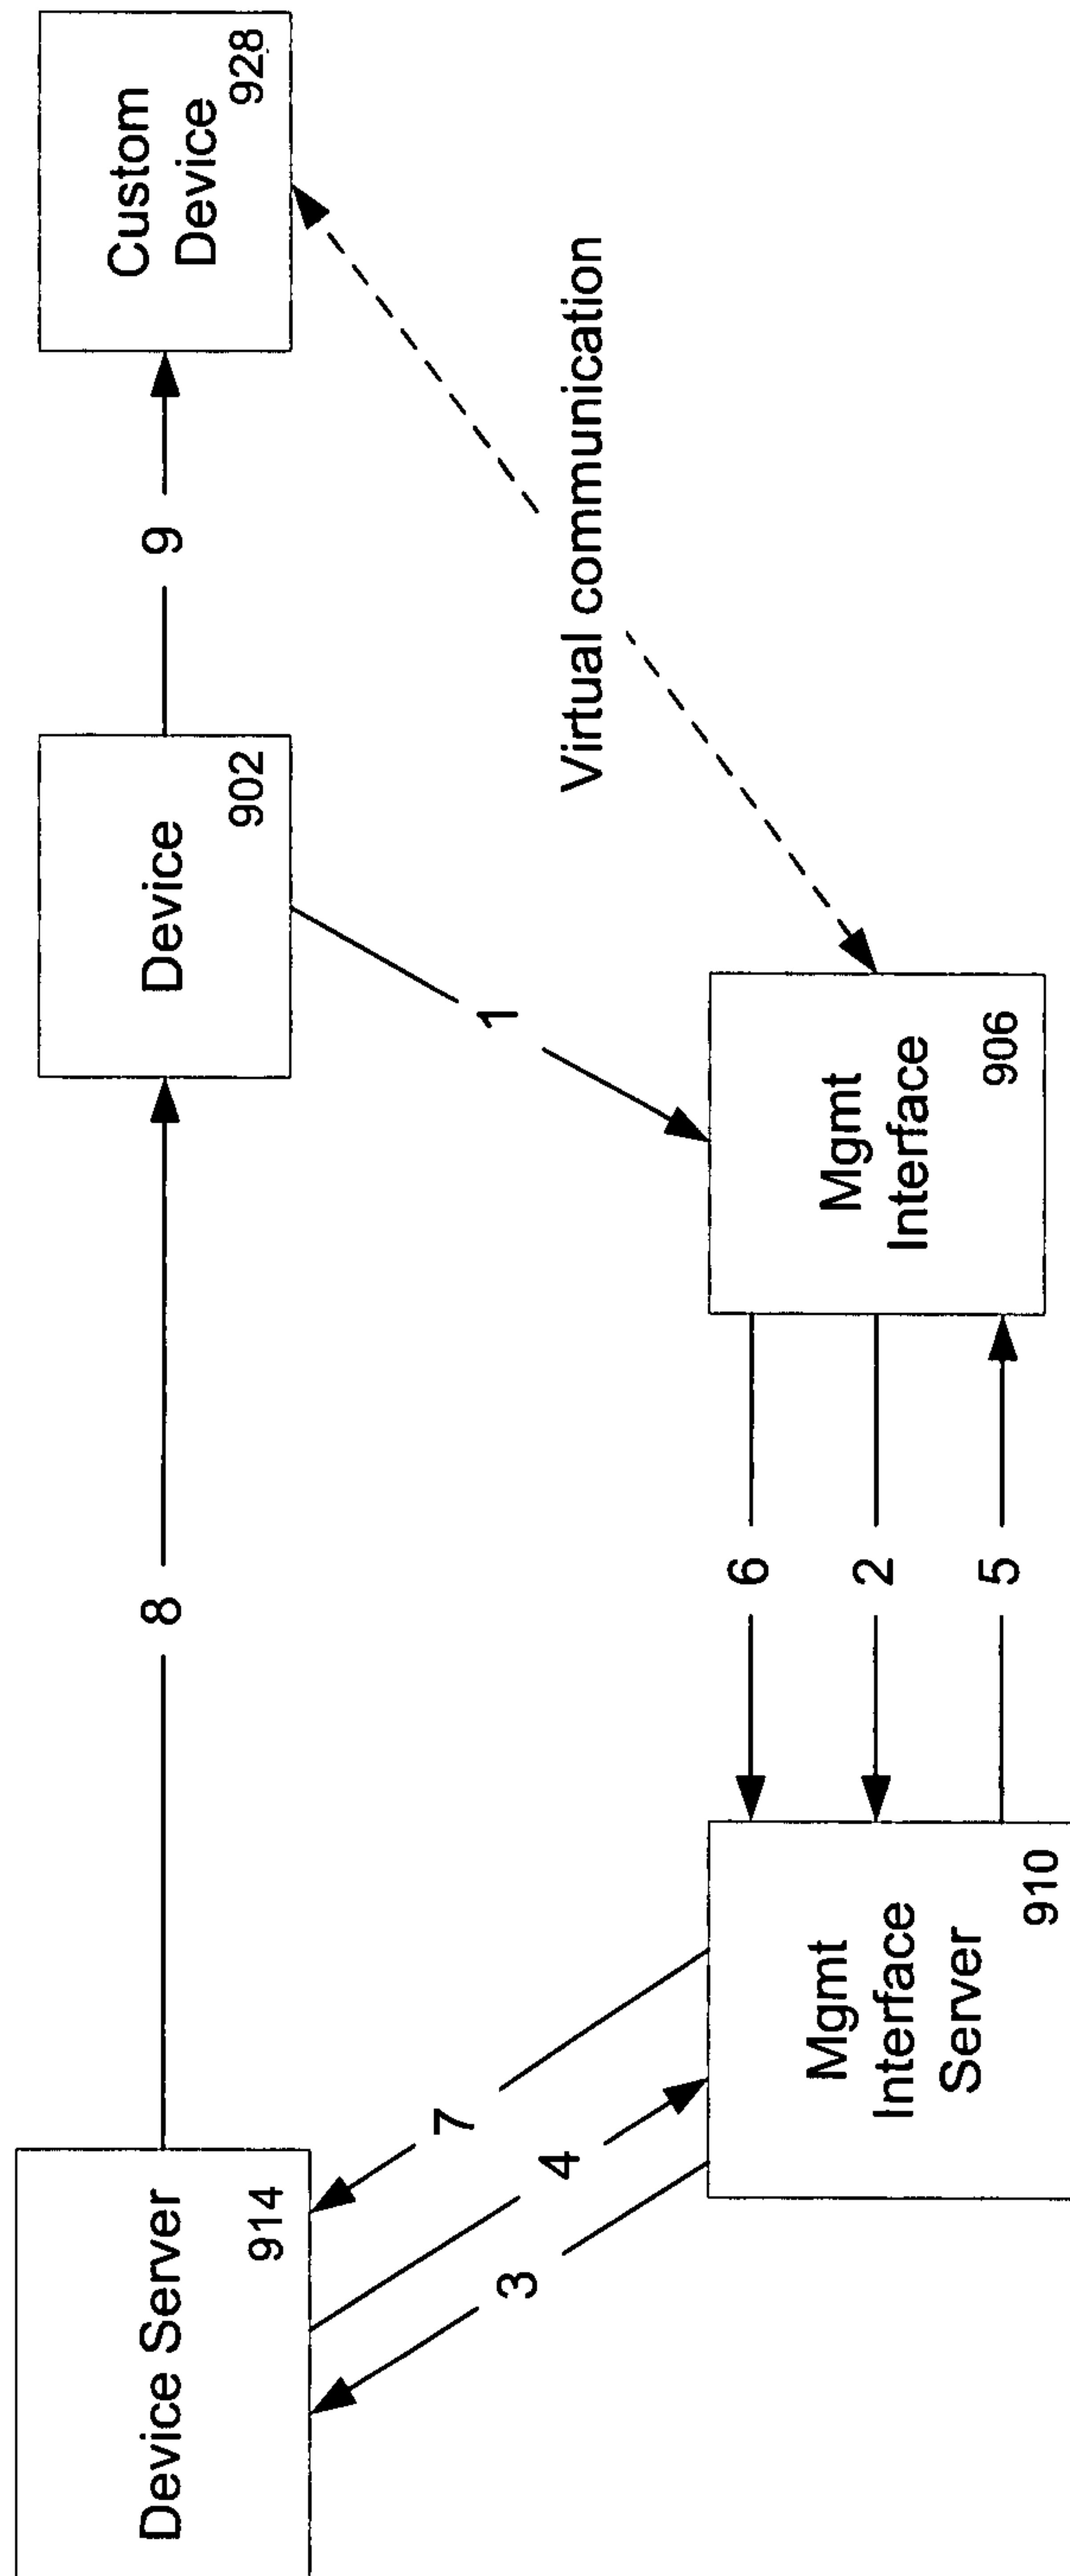 Device Server
914
8
Device
902
9
Custom
Device
928
7
4
3
1
Virtual communication
Mgmt
Interface
Server
910
6
2
5
Mgmt
Interface
906